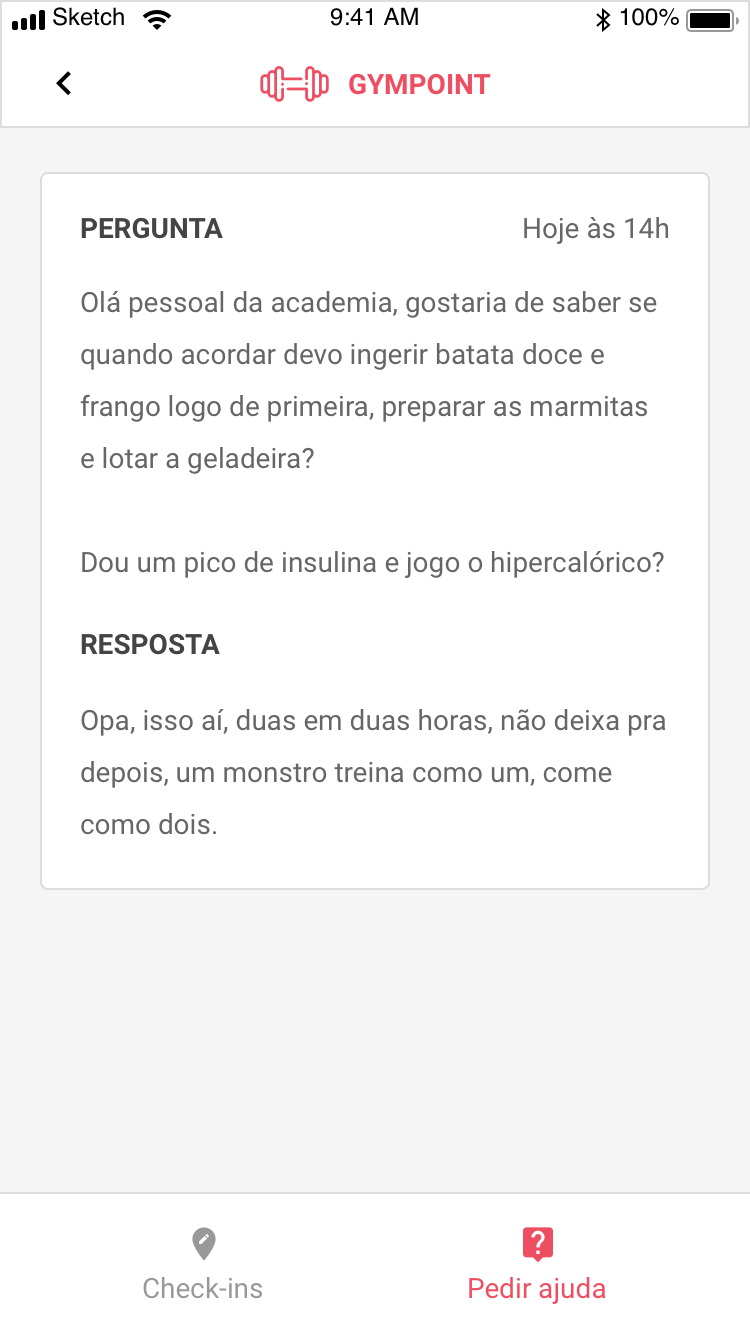 Sketch 9:41 AM 100%
GYMPOINT
PERGUNTA Hoje às 14h
Olá pessoal da academia, gostaria de saber se
quando acordar devo ingerir batata doce e
frango logo de primeira, preparar as marmitas
e lotar a geladeira?
Dou um pico de insulina e jogo o hipercalórico?
RESPOSTA
Opa, isso aí, duas em duas horas, não deixa pra
depois, um monstro treina como um, come
como dois.
Check-ins Pedir ajuda